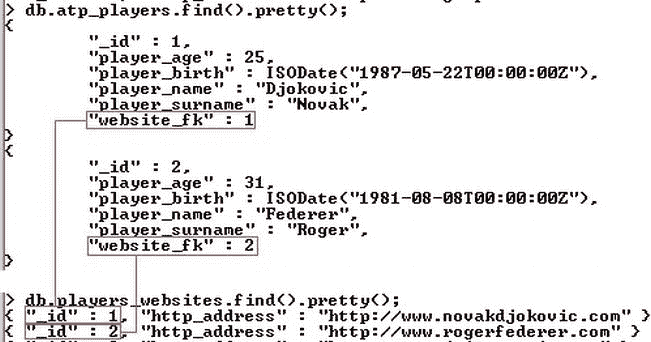 > db.atp_players.find().pretty();
{
"_id" : 1,
"player_age" : 25,
"player_birth" : ISODate("1987-05-22T00:00:00Z"),
"player_name" : "Djokovic",
"player_surname" : "Novak",
"website_fk" : 1
}
{
"_id" : 2,
"player_age" : 31,
"player_birth" : ISODate("1981-08-08T00:00:00Z"),
"player_name" : "Federer",
"player_surname" : "Roger",
"website_fk" : 2
}
> db.players_websites.find().pretty();
{ "_id" : 1, "http_address" : "http://www.novakdjokovic.com" }
{ "_id" : 2, "http_address" : "http://www.rogerfederer.com" }